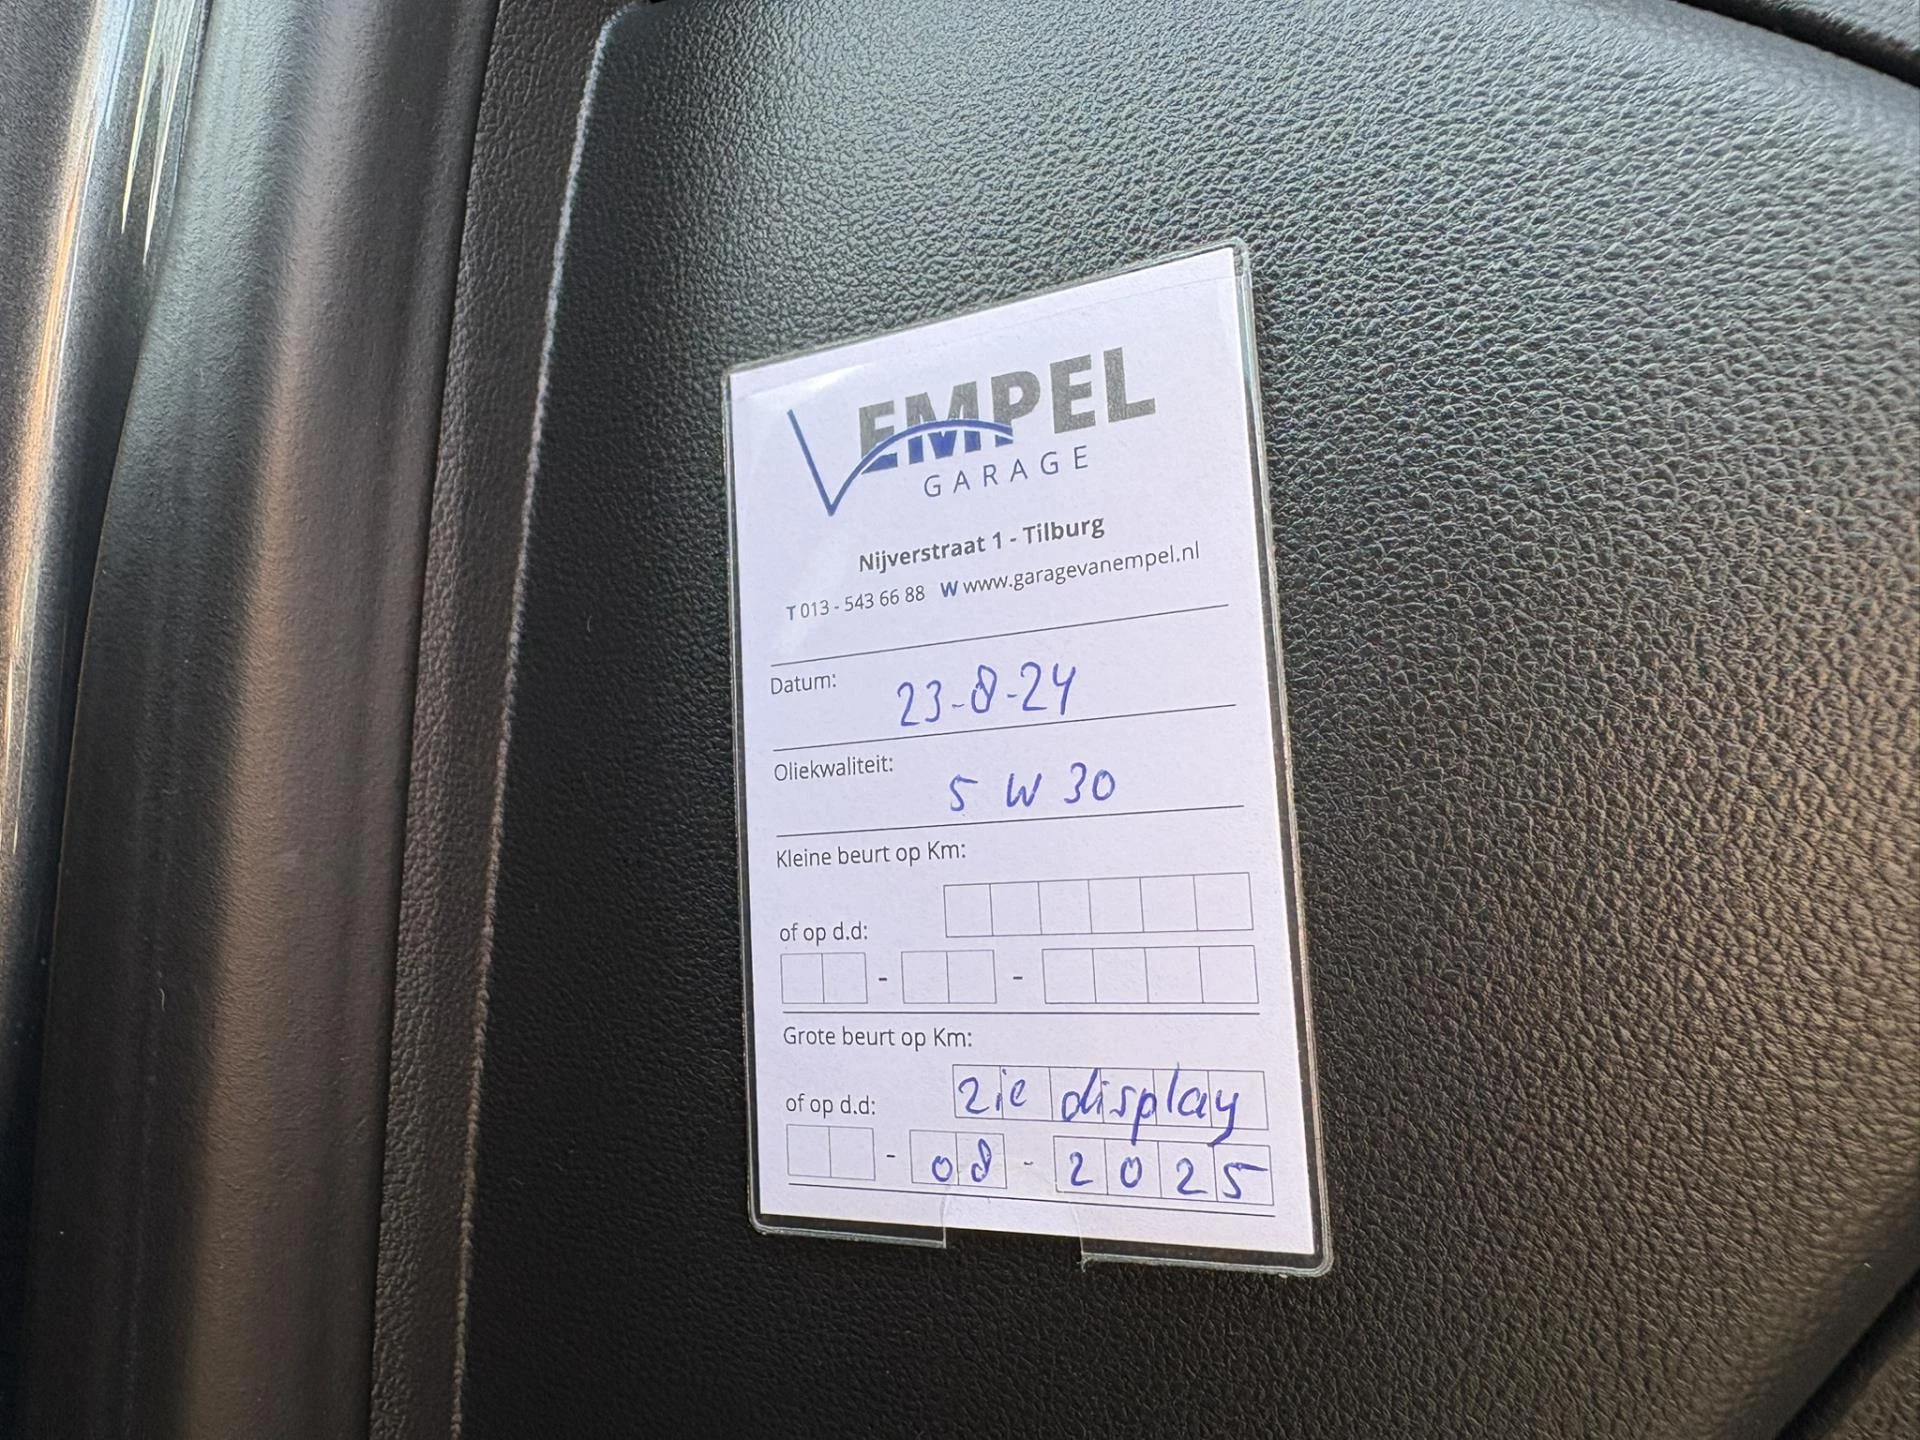 VEMPEL
GARAGE
Nijverstraat 1 - Tilburg
T 013 - 543 66 88 W www.garagevanempel.nl
Datum: 23-8-24
Oliekwaliteit: 5 W 30
Kleine beurt op Km:
of op d.d:
- -
Grote beurt op Km:
zie display
of op d.d:
- 08 - 2025